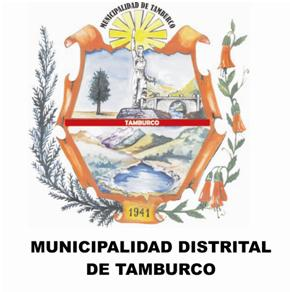 MUNICIPALIDAD DE TAMBURCO
TAMBURCO
1941
MUNICIPALIDAD DISTRITAL
DE TAMBURCO